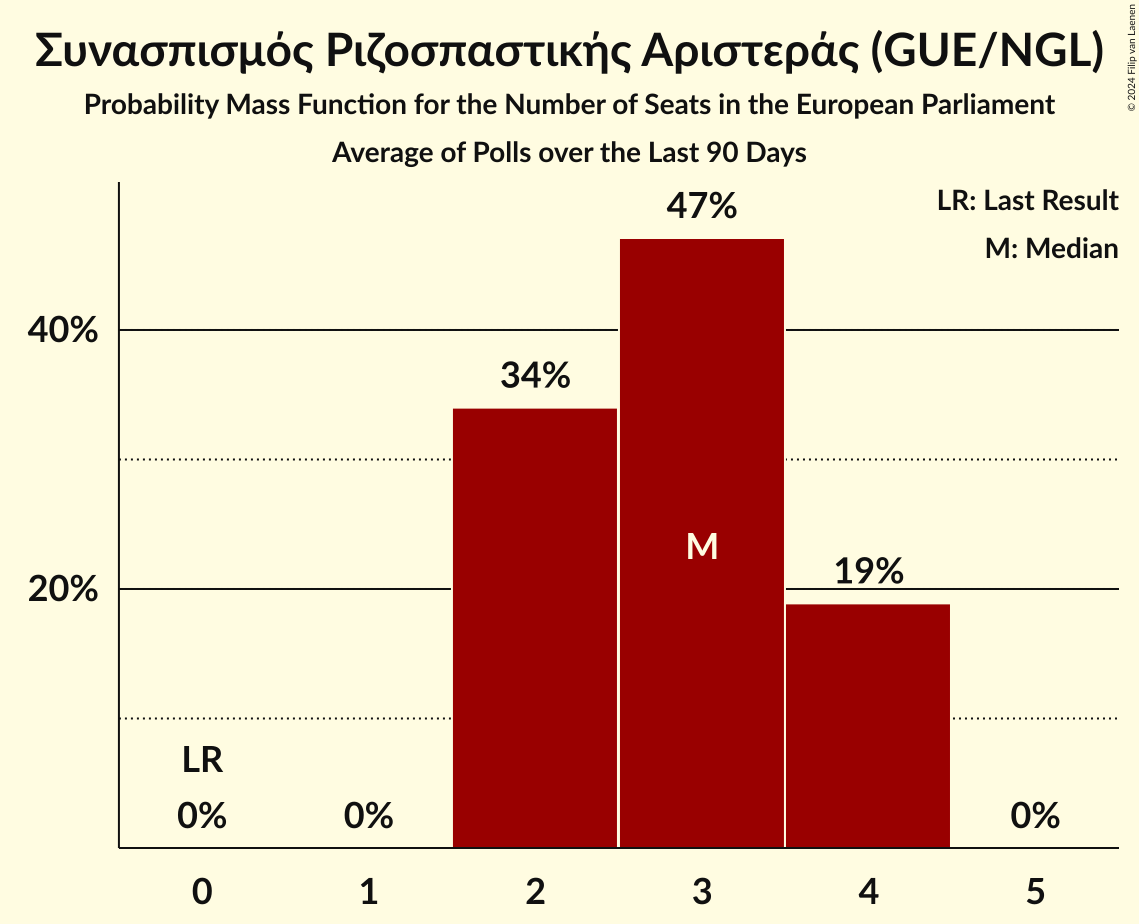 Συνασπισμός Ριζοσπαστικής Αριστεράς (GUE/NGL)
Probability Mass Function for the Number of Seats in the European Parliament
Average of Polls over the Last 90 Days
© 2024 Filip van Laenen
LR: Last Result
M: Median
47%
40%
34%
M
19%
20%
LR
0%
0%
0%
0
1
2
3
4
5